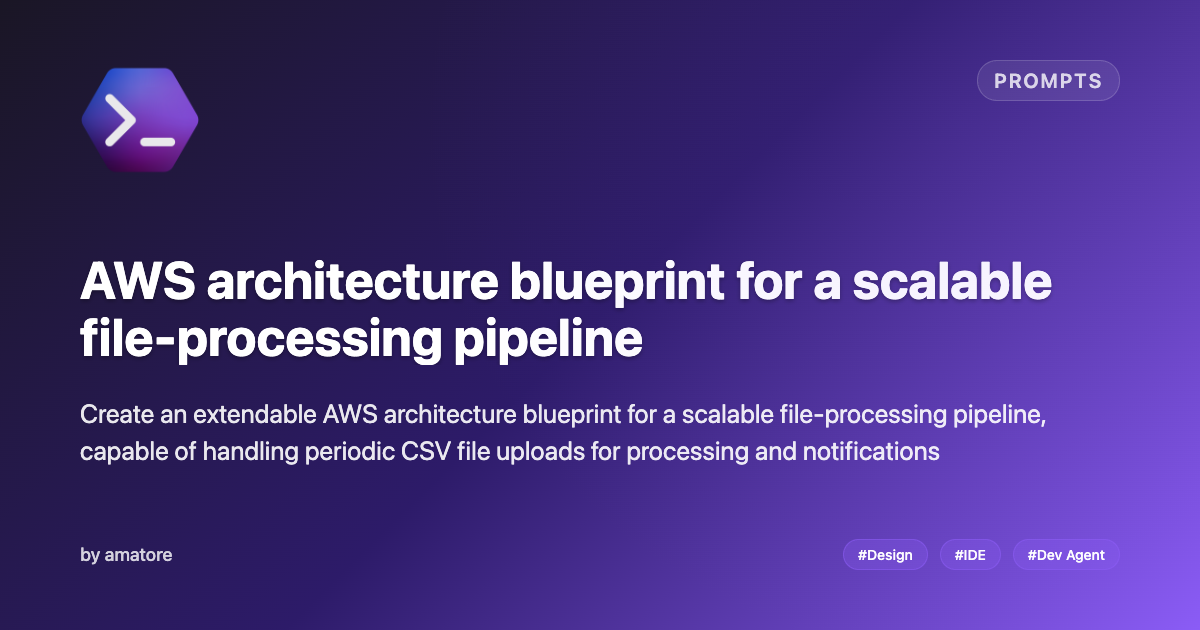 PROMPTS
AWS architecture blueprint for a scalable
file-processing pipeline
Create an extendable AWS architecture blueprint for a scalable file-processing pipeline,
capable of handling periodic CSV file uploads for processing and notifications
by amatore
#Design
#IDE
#Dev Agent